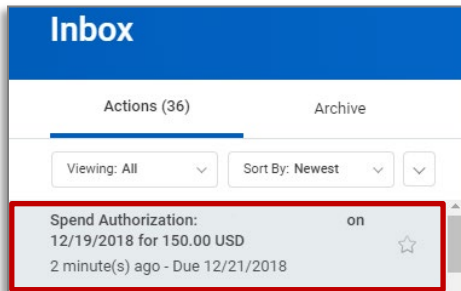 Inbox
Actions (36) Archive
Viewing: All Sort By: Newest
Spend Authorization: on
12/19/2018 for 150.00 USD
2 minute(s) ago - Due 12/21/2018